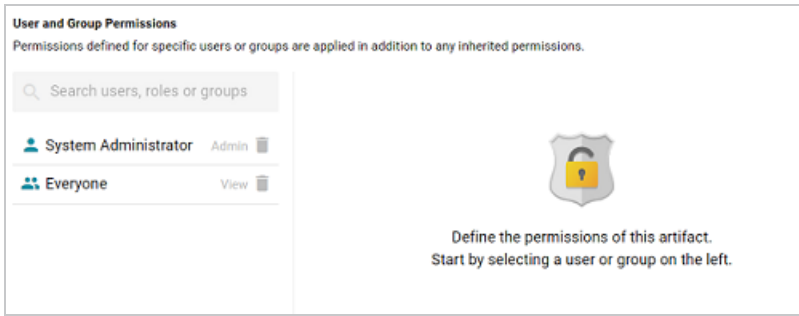 User and Group Permissions
Permissions defined for specific users or groups are applied in addition to any inherited permissions.
Search users, roles or groups
System Administrator Admin
Everyone View
Define the permissions of this artifact.
Start by selecting a user or group on the left.